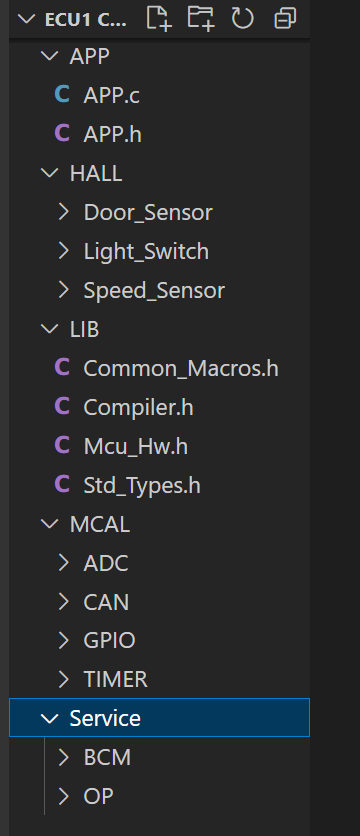 ECU1 C...
APP
C APP.c
C APP.h
HALL
Door_Sensor
Light_Switch
Speed_Sensor
LIB
C Common_Macros.h
C Compiler.h
C Mcu_Hw.h
C Std_Types.h
MCAL
ADC
CAN
GPIO
TIMER
Service
BCM
OP